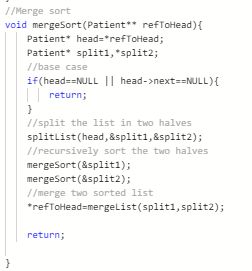 //Merge sort
void mergeSort(Patient** refToHead){
    Patient* head=*refToHead;
    Patient* split1,*split2;
    //base case
    if(head==NULL || head->next==NULL){
        return;
    }
    //split the list in two halves
    splitList(head,&split1,&split2);
    //recursively sort the two halves
    mergeSort(&split1);
    mergeSort(&split2);
    //merge two sorted list
    *refToHead=mergeList(split1,split2);
    return;
}